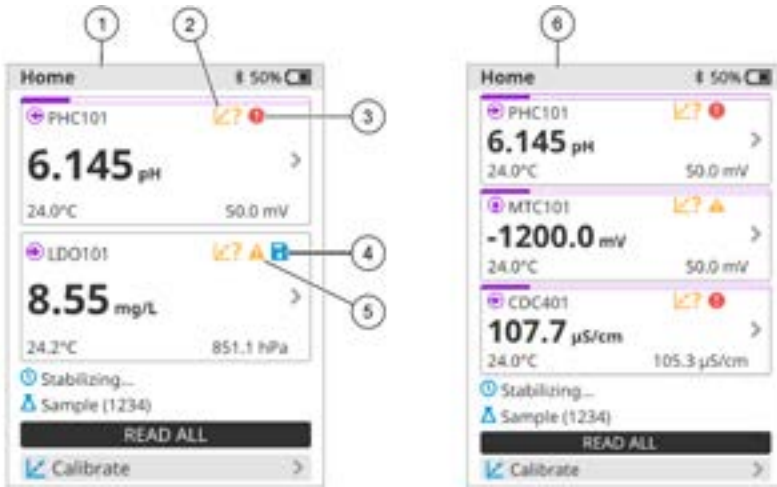 1
2
Home
50%
PHC101
?
3
6.145 pH
24.0°C 50.0 mV
LDO101
?
4
8.55 mg/L
5
24.2°C 851.1 hPa
Stabilizing...
Sample (1234)
READ ALL
Calibrate
6
Home
50%
PHC101
?
6.145 pH
24.0°C 50.0 mV
MTC101
?
-1200.0 mV
24.0°C 50.0 mV
CDC401
?
107.7 µS/cm
24.0°C 105.3 µS/cm
Stabilizing...
Sample (1234)
READ ALL
Calibrate